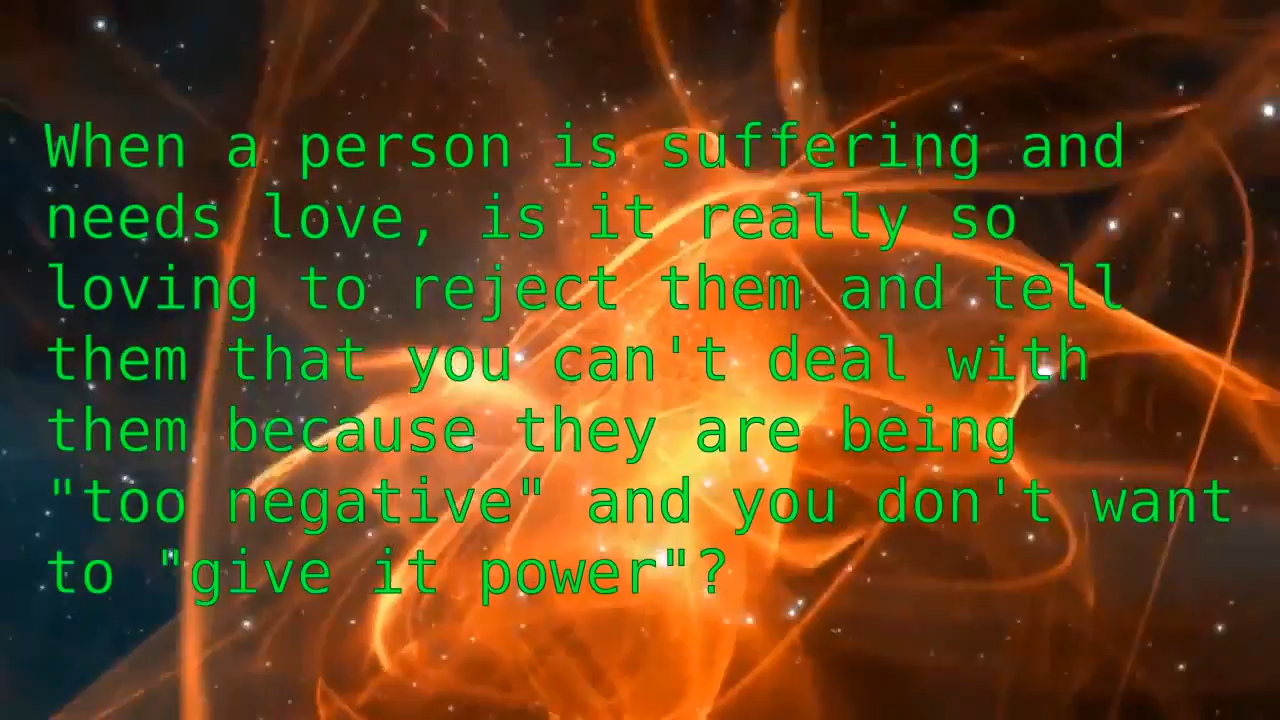 When a person is suffering and
needs love, is it really so
loving to reject them and tell
them that you can't deal with
them because they are being
"too negative" and you don't want
to "give it power"?